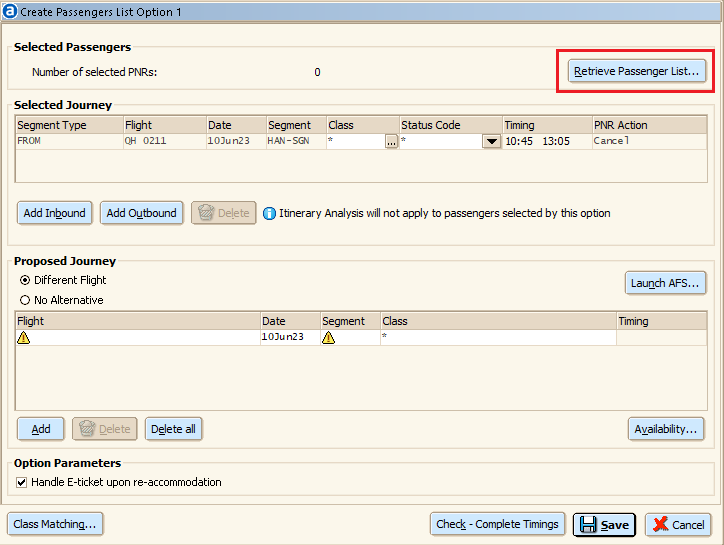 a Create Passengers List Option 1
Selected Passengers
Number of selected PNRs: 0 Retrieve Passenger List...
Selected Journey
Segment Type Flight Date Segment Class Status Code Timing PNR Action
FROM QH 0211 10Jun23 HAN-SGN * ... * 10:45 13:05 Cancel
Add Inbound Add Outbound Delete i Itinerary Analysis will not apply to passengers selected by this option
Proposed Journey
Different Flight Launch AFS...
No Alternative
Flight Date Segment Class Timing
10Jun23 *
Add Delete Delete all Availability...
Option Parameters
Handle E-ticket upon re-accommodation
Class Matching... Check - Complete Timings Save Cancel